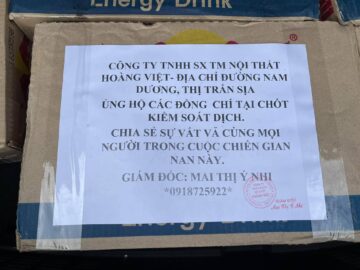 Energy Drink
CÔNG TY TNHH SX TM NỘI THẤT
HOÀNG VIỆT- ĐỊA CHỈ ĐƯỜNG NAM
DƯƠNG, THỊ TRẤN SỊA
ỦNG HỘ CÁC ĐỒNG CHÍ TẠI CHỐT
KIỂM SOÁT DỊCH.
CHIA SẺ SỰ VẤT VÃ CÙNG MỌI
NGƯỜI TRONG CUỘC CHIẾN GIAN
NAN NÀY.
GIÁM ĐỐC: MAI THỊ Ý NHI
*0918725922*
Energy Drink